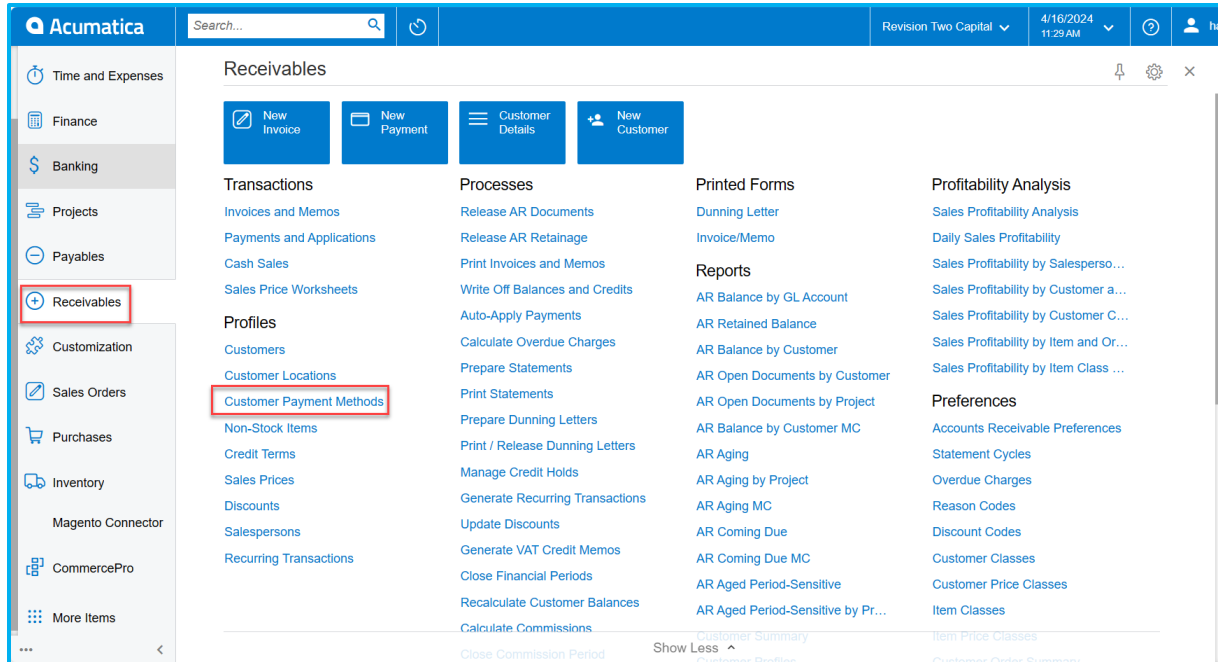 Acumatica
Search...
Revision Two Capital
4/16/2024
11:29 AM
ha
Time and Expenses
Finance
Banking
Projects
Payables
Receivables
Customization
Sales Orders
Purchases
Inventory
Magento Connector
CommercePro
More Items
Receivables
New
Invoice
New
Payment
Customer
Details
New
Customer
Transactions
Invoices and Memos
Payments and Applications
Cash Sales
Sales Price Worksheets
Profiles
Customers
Customer Locations
Customer Payment Methods
Non-Stock Items
Credit Terms
Sales Prices
Discounts
Salespersons
Recurring Transactions
Processes
Release AR Documents
Release AR Retainage
Print Invoices and Memos
Write Off Balances and Credits
Auto-Apply Payments
Calculate Overdue Charges
Prepare Statements
Print Statements
Prepare Dunning Letters
Print / Release Dunning Letters
Manage Credit Holds
Generate Recurring Transactions
Update Discounts
Generate VAT Credit Memos
Close Financial Periods
Recalculate Customer Balances
Calculate Commissions
Close Commission Period
Printed Forms
Dunning Letter
Invoice/Memo
Reports
AR Balance by GL Account
AR Retained Balance
AR Balance by Customer
AR Open Documents by Customer
AR Open Documents by Project
AR Balance by Customer MC
AR Aging
AR Aging by Project
AR Aging MC
AR Coming Due
AR Coming Due MC
AR Aged Period-Sensitive
AR Aged Period-Sensitive by Pr...
Customer Summary
Customer Profiles
Profitability Analysis
Sales Profitability Analysis
Daily Sales Profitability
Sales Profitability by Salesperso...
Sales Profitability by Customer a...
Sales Profitability by Customer C...
Sales Profitability by Item and Or...
Sales Profitability by Item Class ...
Preferences
Accounts Receivable Preferences
Statement Cycles
Overdue Charges
Reason Codes
Discount Codes
Customer Classes
Customer Price Classes
Item Classes
Item Price Classes
Customer Order Summary
Show Less